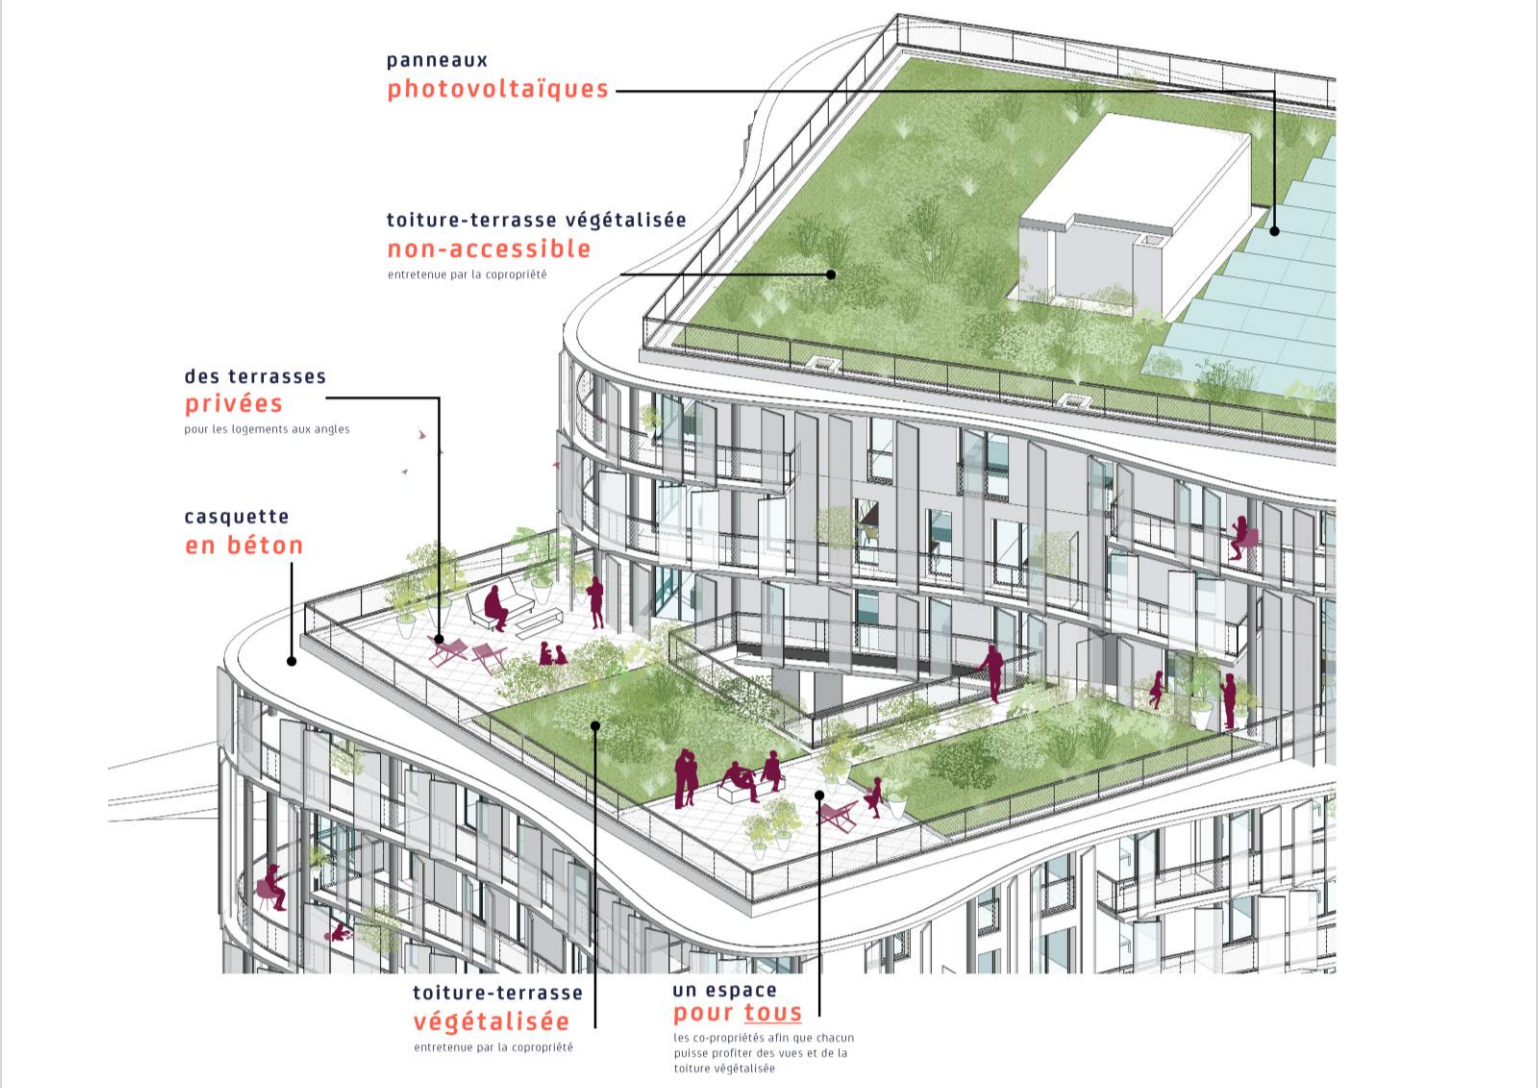 panneaux
photovoltaïques
toiture-terrasse végétalisée
non-accessible
entretenue par la copropriété
des terrasses
privées
pour les logements aux angles
casquette
en béton
toiture-terrasse
végétalisée
entretenue par la copropriété
un espace
pour tous
les co-propriétés afin que chacun
puisse profiter des vues et de la
toiture végétalisée